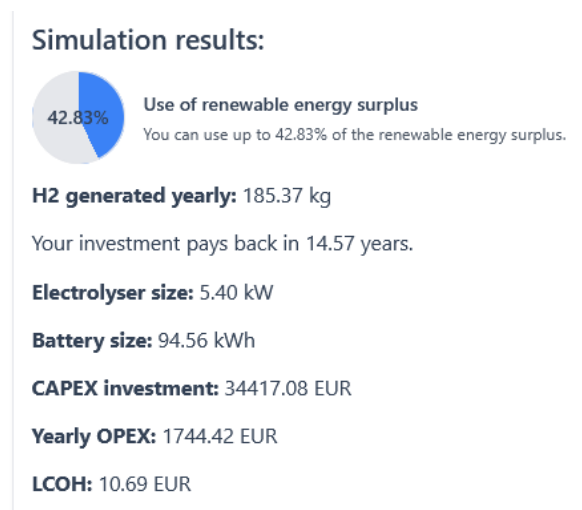 Simulation results:
42.83%
Use of renewable energy surplus
You can use up to 42.83% of the renewable energy surplus.
H2 generated yearly: 185.37 kg
Your investment pays back in 14.57 years.
Electrolyser size: 5.40 kW
Battery size: 94.56 kWh
CAPEX investment: 34417.08 EUR
Yearly OPEX: 1744.42 EUR
LCOH: 10.69 EUR